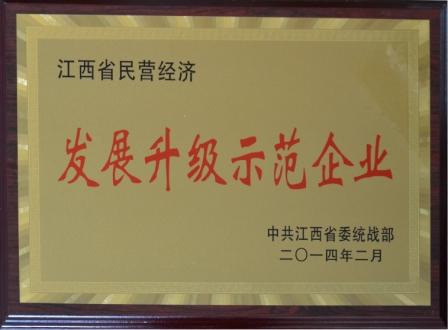 江西省民营经济
发展升级示范企业
中共江西省委统战部
二〇一四年二月